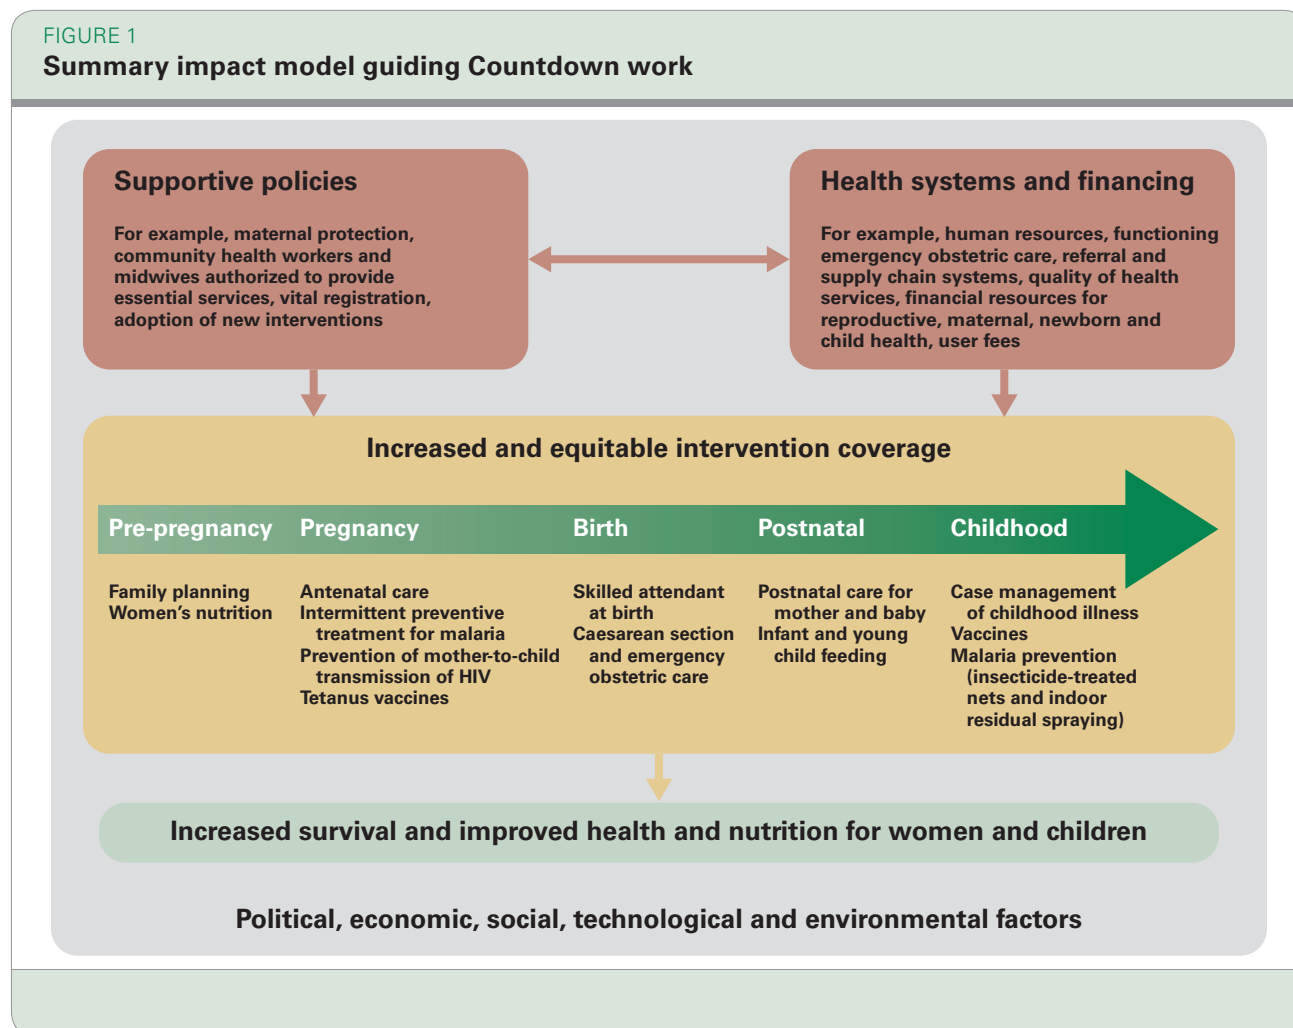 FIGURE 1
Summary impact model guiding Countdown work
Supportive policies
For example, maternal protection,
community health workers and
midwives authorized to provide
essential services, vital registration,
adoption of new interventions
Health systems and financing
For example, human resources, functioning
emergency obstetric care, referral and
supply chain systems, quality of health
services, financial resources for
reproductive, maternal, newborn and
child health, user fees
Increased and equitable intervention coverage
Pre-pregnancy
Family planning
Women’s nutrition
Pregnancy
Antenatal care
Intermittent preventive
treatment for malaria
Prevention of mother-to-child
transmission of HIV
Tetanus vaccines
Birth
Skilled attendant
at birth
Caesarean section
and emergency
obstetric care
Postnatal
Postnatal care for
mother and baby
Infant and young
child feeding
Childhood
Case management
of childhood illness
Vaccines
Malaria prevention
(insecticide-treated
nets and indoor
residual spraying)
Increased survival and improved health and nutrition for women and children
Political, economic, social, technological and environmental factors